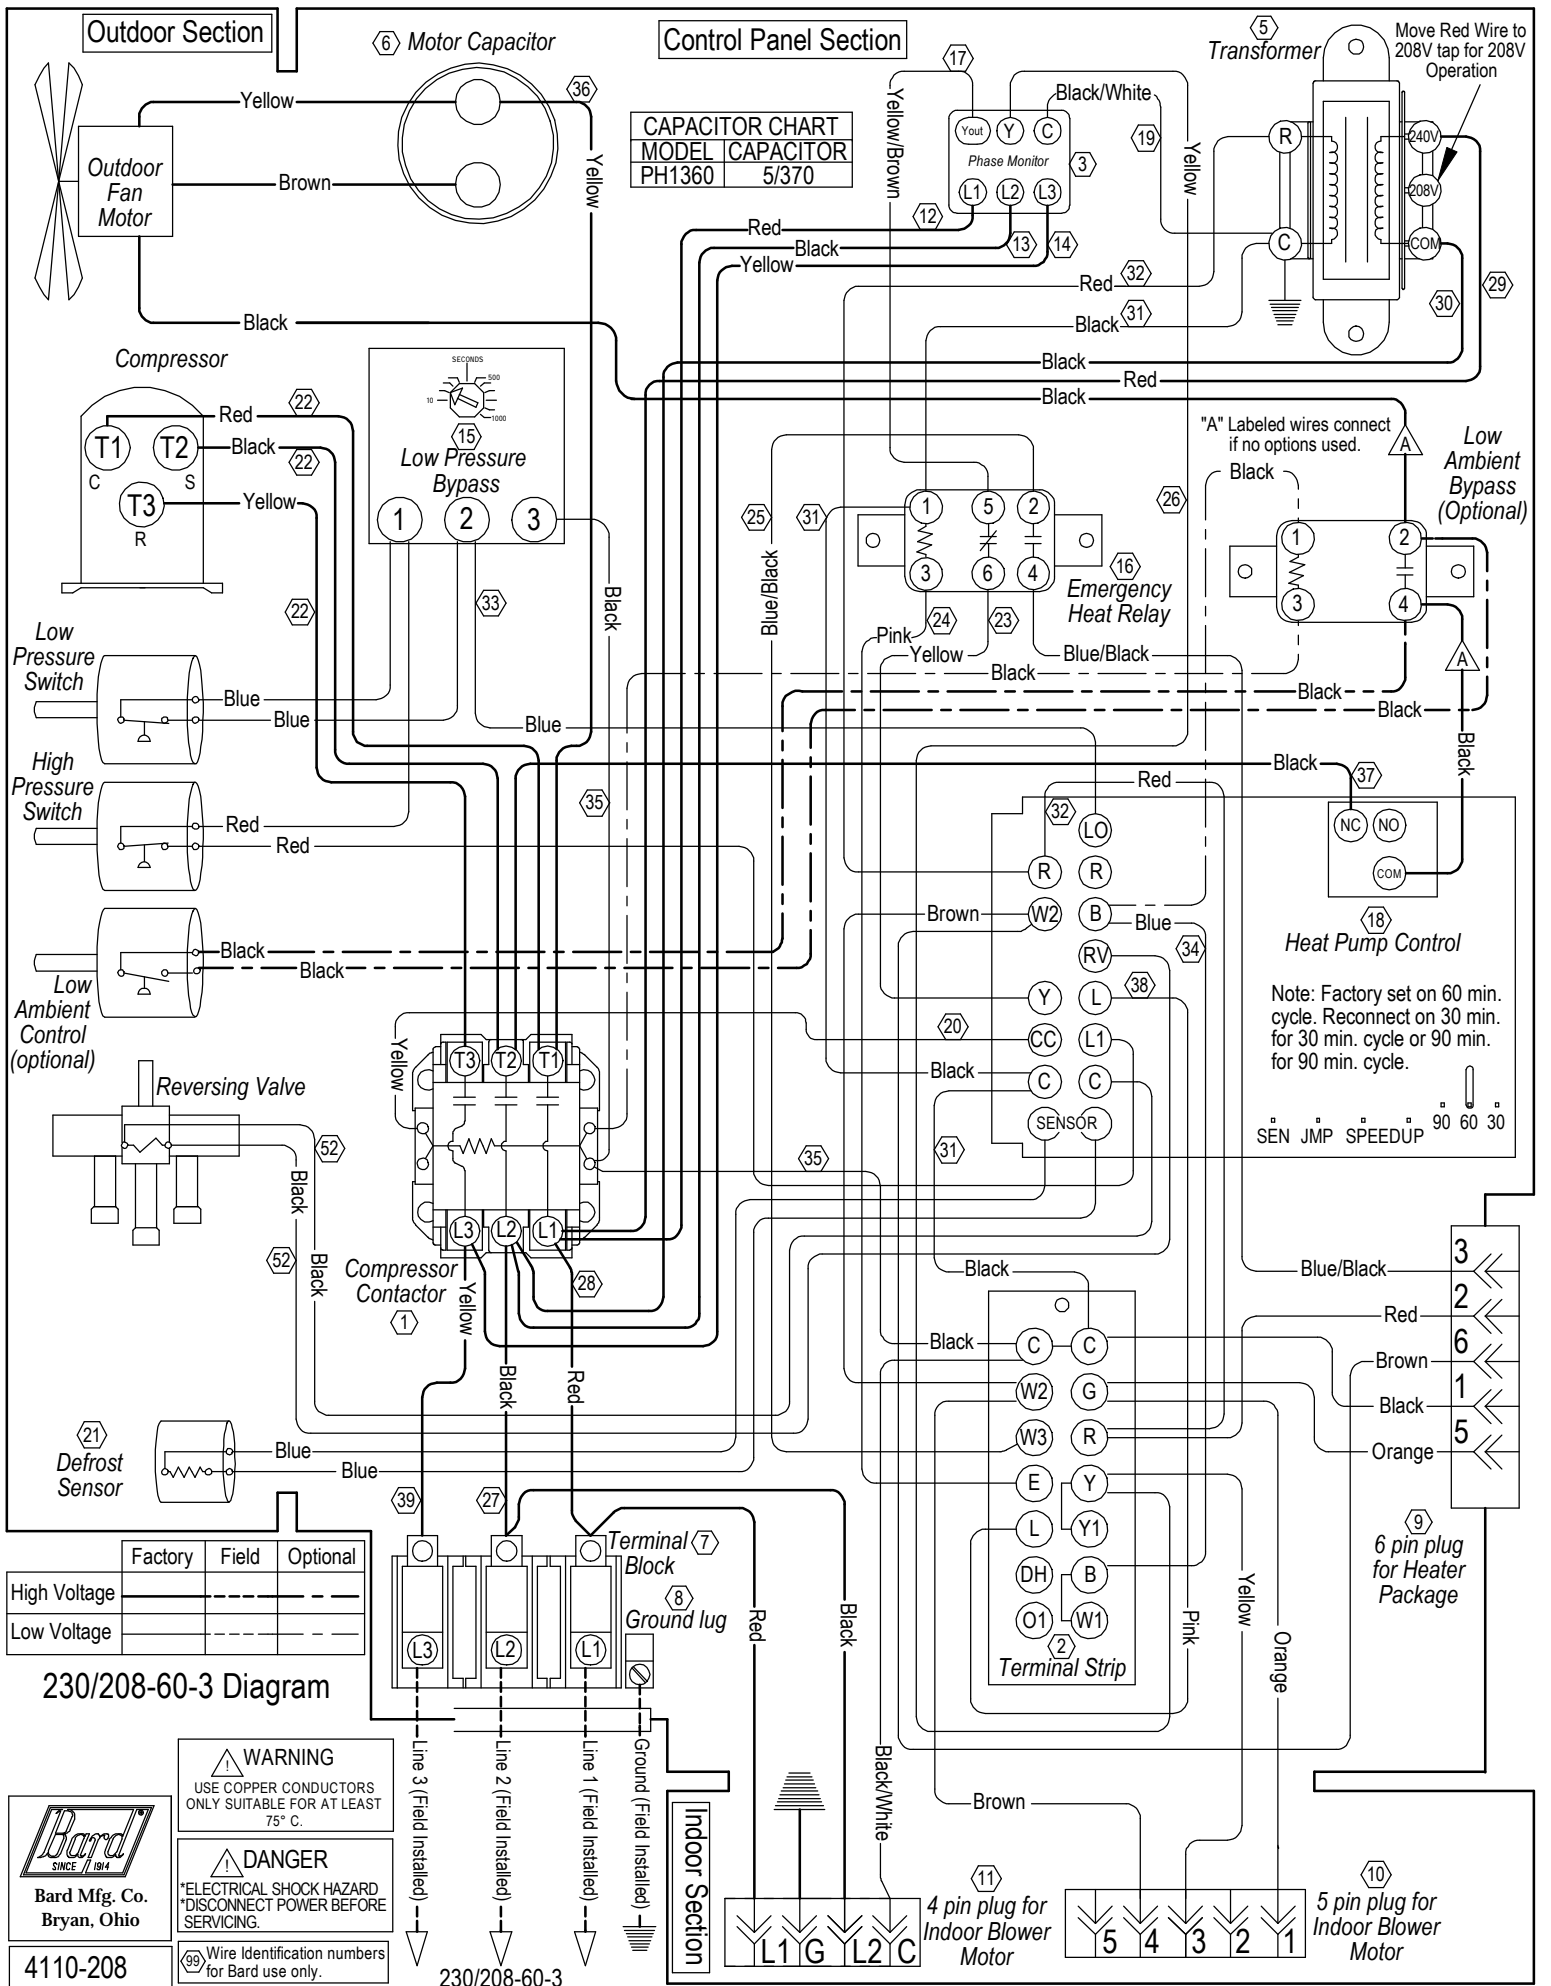 Outdoor Section
6 Motor Capacitor
Control Panel Section
17
5
Transformer
Move Red Wire to
208V tap for 208V
Operation
Yellow
36
Yellow
Brown
Outdoor
Fan
Motor
Black
CAPACITOR CHART
MODEL CAPACITOR
PH1360 5/370
Yellow/Brown
Black/White
Yout Y C
Phase Monitor
L1 L2 L3
3
19
Yellow
R
C
240V
208V
COM
12
13
14
Red
Black
Yellow
32
Red
31
Black
29
30
Black
Red
Black
Compressor
T1
C
T2
S
T3
R
Red
22
Black
22
Yellow
22
SECONDS
10
500
1000
15
Low Pressure
Bypass
1 2 3
33
Black
"A" Labeled wires connect
if no options used.
Black
A
Low
Ambient
Bypass
(Optional)
1 2
3 4
A
25
Blue/Black
31
26
1 5 2
3 6 4
16
Emergency
Heat Relay
Pink
24
23
Yellow
Blue/Black
Black
Black
Black
Black
Low
Pressure
Switch
Blue
Blue
Blue
High
Pressure
Switch
Red
Red
35
Black
37
Red
32
NC NO
COM
18
Heat Pump Control
Note: Factory set on 60 min.
cycle. Reconnect on 30 min.
for 30 min. cycle or 90 min.
for 90 min. cycle.
SEN JMP SPEEDUP 90 60 30
LO
R R
Brown W2 B Blue
RV
34
Y L 38
20 CC L1
Black C C
SENSOR
31
35
Low
Ambient
Control
(optional)
Black
Black
Reversing Valve
52
Black
52
Black
Yellow
T3 T2 T1
L3 L2 L1
Compressor
Contactor
1
28
Yellow
Black
Red
Black
Black C C
W2 G
W3 R
E Y
L Y1
DH B
O1 W1
2
Terminal Strip
3
Blue/Black
2
Red
6
Brown
1
Black
5
Orange
9
6 pin plug
for Heater
Package
21
Defrost
Sensor
Blue
Blue
39
27
Terminal
Block
7
8
Ground lug
L3 L2 L1
Red
Black
Pink
Yellow
Orange
Factory Field Optional
High Voltage
Low Voltage
230/208-60-3 Diagram
WARNING
USE COPPER CONDUCTORS
ONLY SUITABLE FOR AT LEAST
75° C.
DANGER
*ELECTRICAL SHOCK HAZARD
*DISCONNECT POWER BEFORE
SERVICING.
99 Wire Identification numbers
for Bard use only.
Bard
SINCE 1914
Bard Mfg. Co.
Bryan, Ohio
4110-208
Line 3 (Field Installed)
Line 2 (Field Installed)
Line 1 (Field Installed)
Ground (Field Installed)
230/208-60-3
Indoor Section
Black/White
Brown
L1 G L2 C
11
4 pin plug for
Indoor Blower
Motor
5 4 3 2 1
10
5 pin plug for
Indoor Blower
Motor